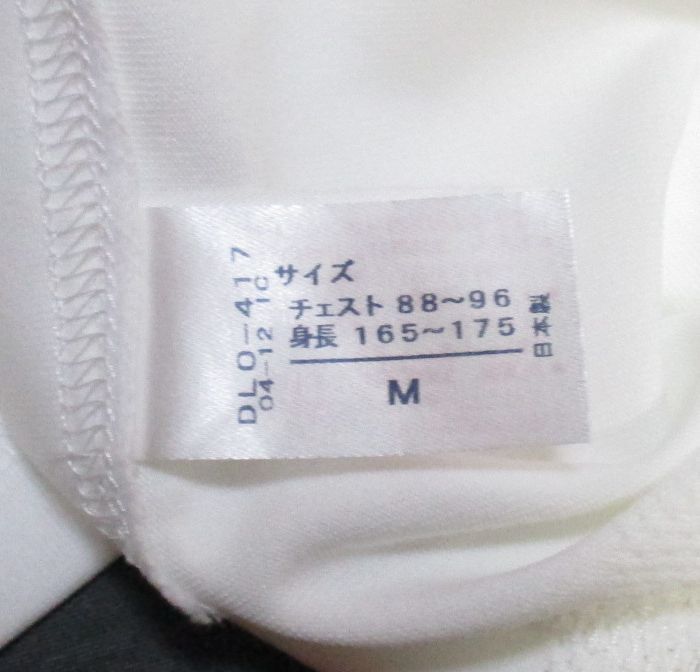 サイズ
チェスト 88～96
身長 165～175
M
DLO-417
04-12 1C
日本製